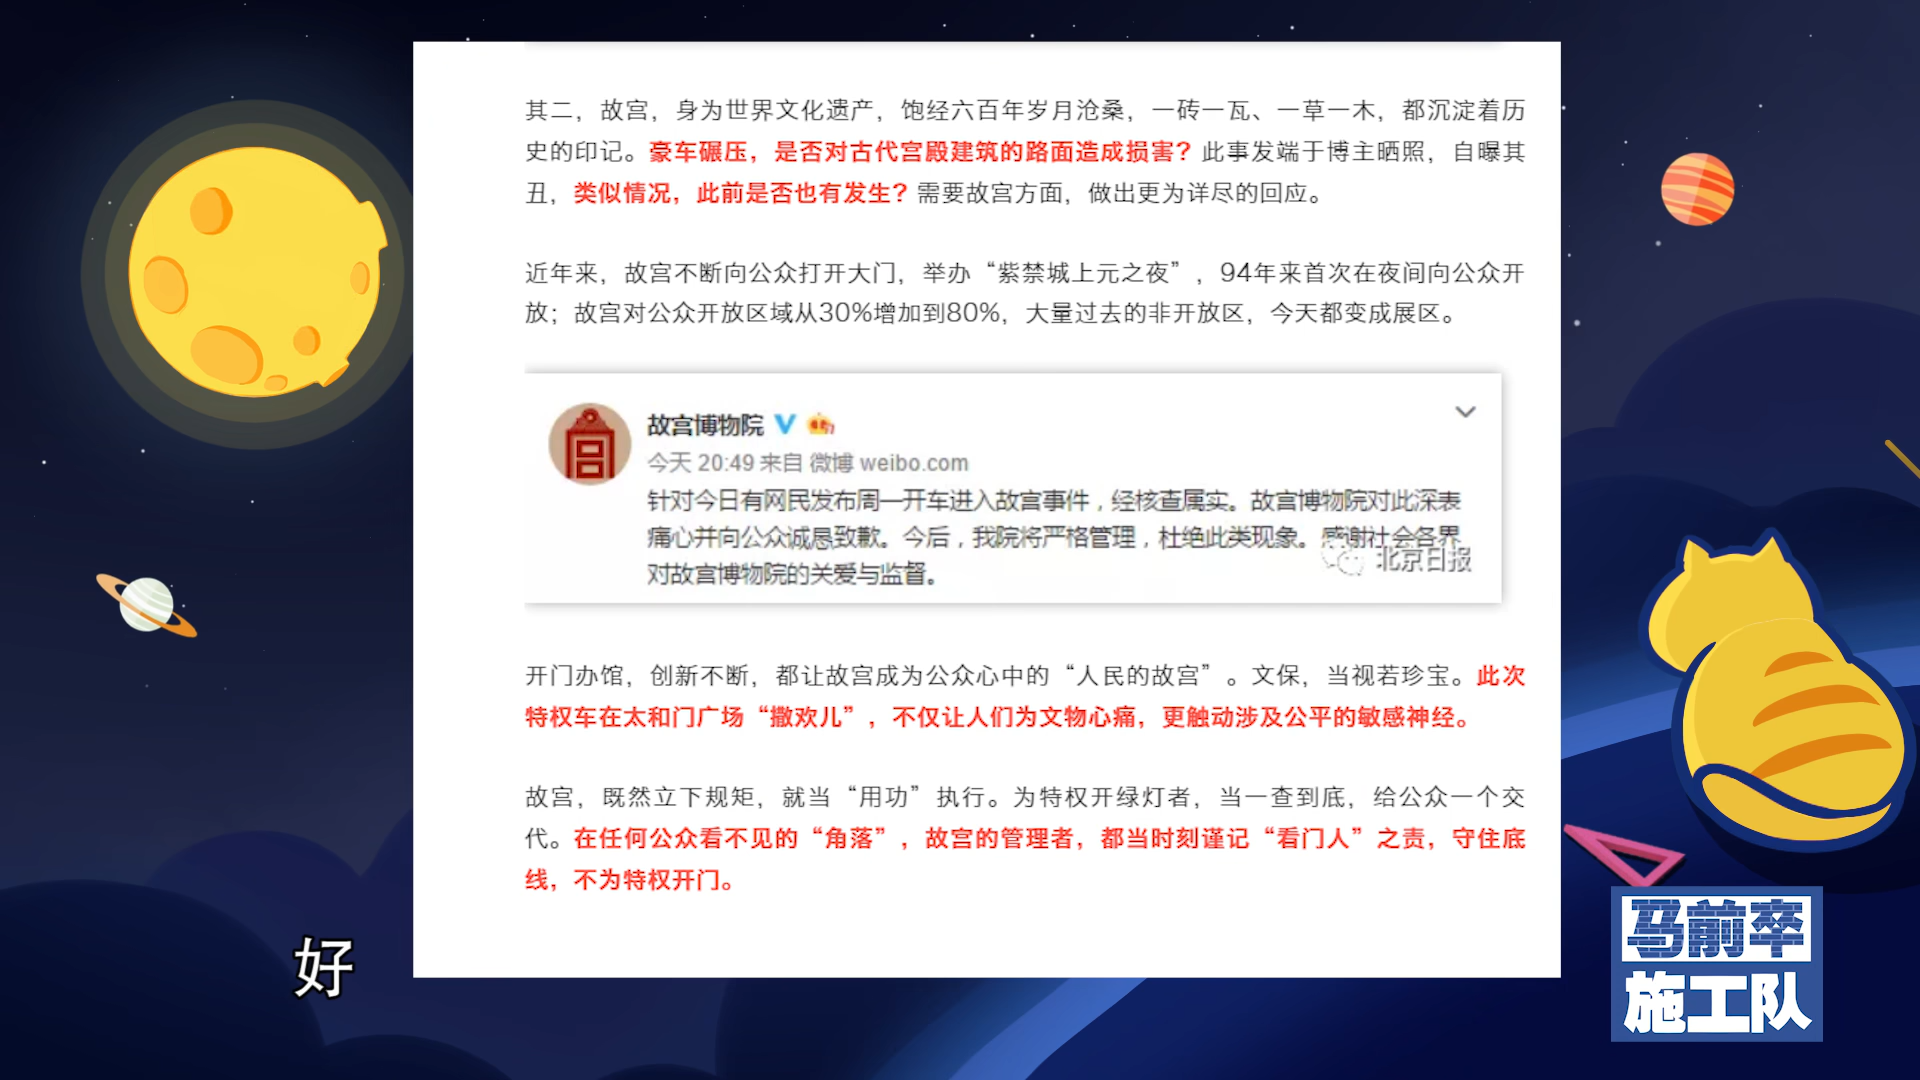 其二，故宫，身为世界文化遗产，饱经六百年岁月沧桑，一砖一瓦、一草一木，都沉淀着历
史的印记。豪车碾压，是否对古代宫殿建筑的路面造成损害？此事发端于博主晒照，自曝其
丑，类似情况，此前是否也有发生？需要故宫方面，做出更为详尽的回应。
近年来，故宫不断向公众打开大门，举办“紫禁城上元之夜”，94年来首次在夜间向公众开
放；故宫对公众开放区域从30%增加到80%，大量过去的非开放区，今天都变成展区。
故宫博物院
今天 20:49 来自 微博 weibo.com
针对今日有网民发布周一开车进入故宫事件，经核查属实。故宫博物院对此深表
痛心并向公众诚恳致歉。今后，我院将严格管理，杜绝此类现象。感谢社会各界
对故宫博物院的关爱与监督。
北京日报
开门办馆，创新不断，都让故宫成为公众心中的“人民的故宫”。文保，当视若珍宝。此次
特权车在太和门广场“撒欢儿”，不仅让人们为文物心痛，更触动涉及公平的敏感神经。
故宫，既然立下规矩，就当“用功”执行。为特权开绿灯者，当一查到底，给公众一个交
代。在任何公众看不见的“角落”，故宫的管理者，都当时刻谨记“看门人”之责，守住底
线，不为特权开门。
好
马前卒
施工队